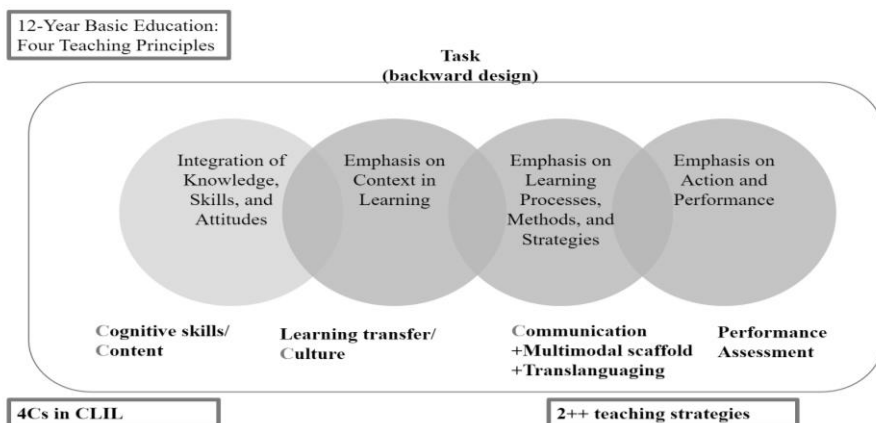 12-Year Basic Education:
Four Teaching Principles
Task
(backward design)
Integration of
Knowledge,
Skills, and
Attitudes
Emphasis on
Context in
Learning
Emphasis on
Learning
Processes,
Methods, and
Strategies
Emphasis on
Action and
Performance
Cognitive skills/
Content
Learning transfer/
Culture
Communication
+Multimodal scaffold
+Translanguaging
Performance
Assessment
4Cs in CLIL
2++ teaching strategies